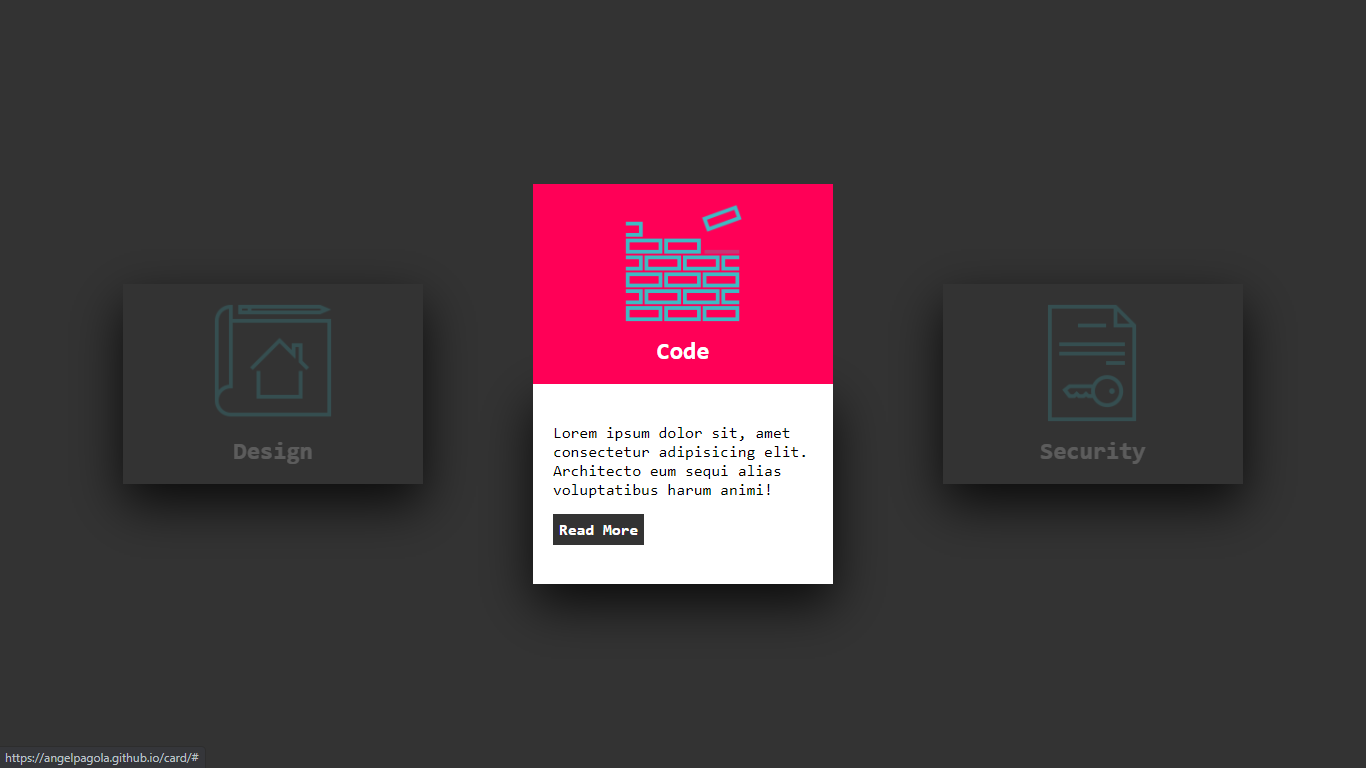 Design
Code
Lorem ipsum dolor sit, amet
consectetur adipisicing elit.
Architecto eum sequi alias
voluptatibus harum animi!
Read More
Security
https://angelpagola.github.io/card/#